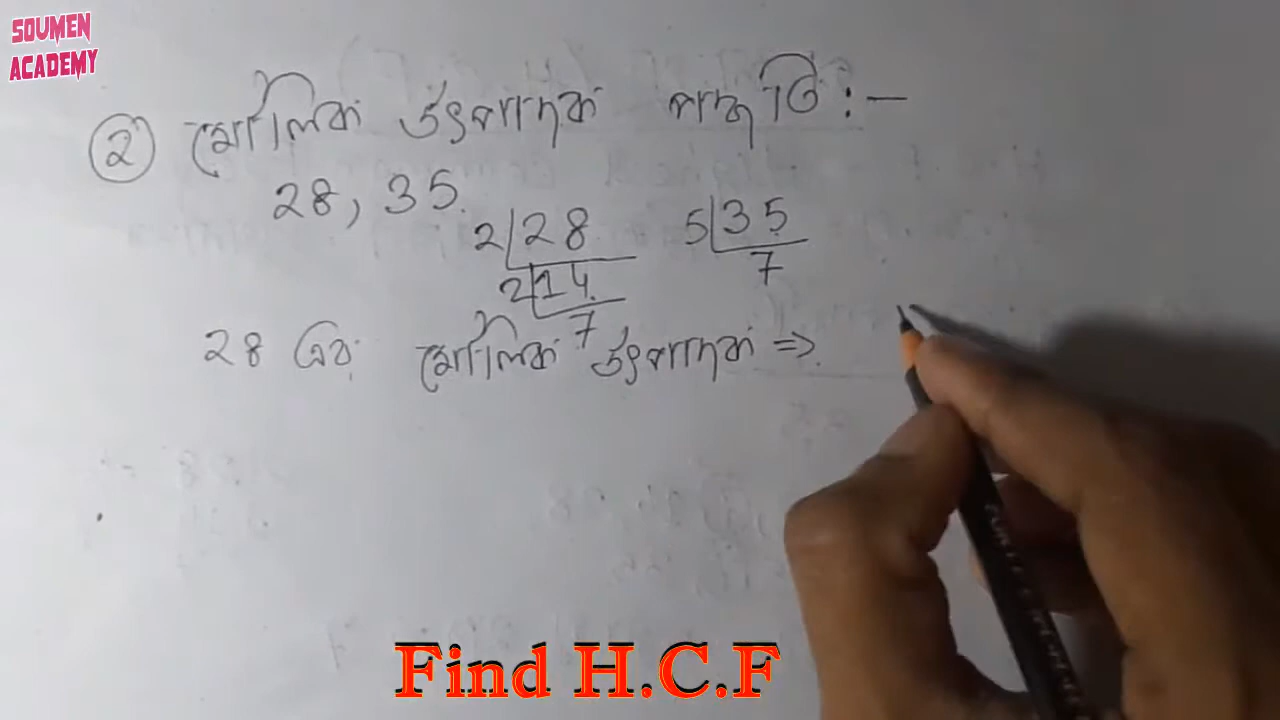 SOUMEN
ACADEMY
② মৌলিক উৎপাদক পদ্ধতি :—
28, 35.
2 28
2 14
7
5 35
7
28 এর মৌলিক উৎপাদক ⇒
Find H.C.F